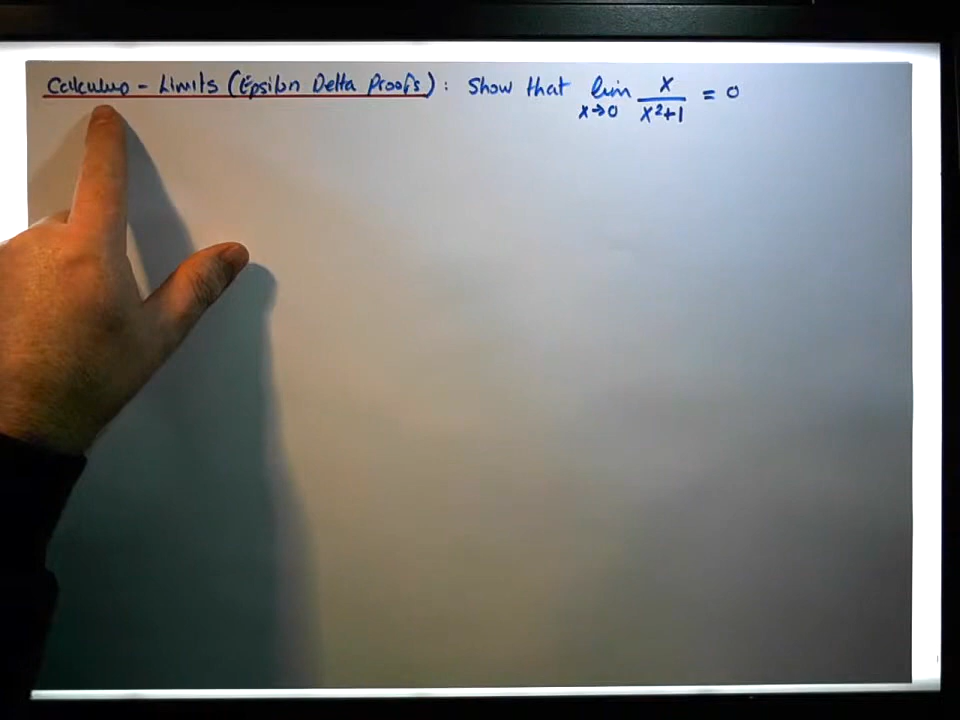 Calculus - Limits (Epsilon Delta Proofs) : Show that lim x→0 x/(x²+1) = 0